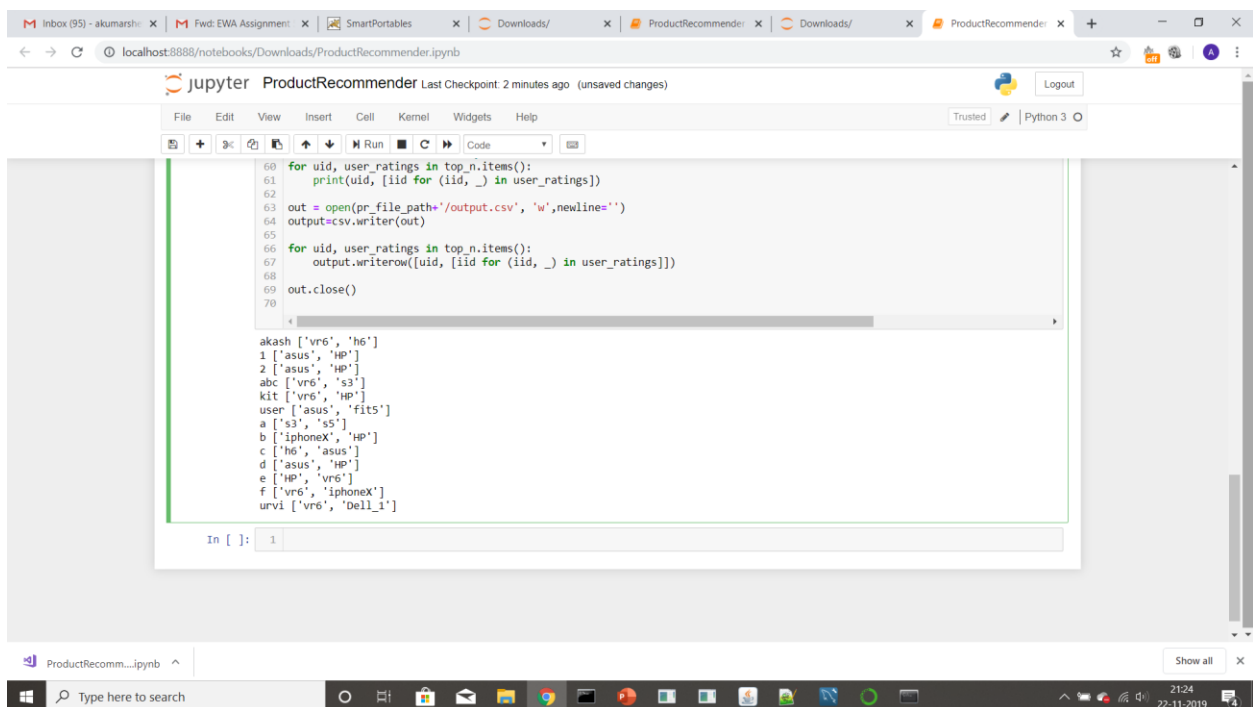 Inbox (95) - akumarshe
Fwd: EWA Assignment
SmartPortables
Downloads/
ProductRecommender
Downloads/
ProductRecommender
localhost:8888/notebooks/Downloads/ProductRecommender.ipynb
off
A
jupyter ProductRecommender Last Checkpoint: 2 minutes ago (unsaved changes)
Logout
File Edit View Insert Cell Kernel Widgets Help
Trusted Python 3
Run Code
60 for uid, user_ratings in top_n.items():
61     print(uid, [iid for (iid, _) in user_ratings])
62
63 out = open(pr_file_path+'/output.csv', 'w',newline='')
64 output=csv.writer(out)
65
66 for uid, user_ratings in top_n.items():
67     output.writerow([uid, [iid for (iid, _) in user_ratings]])
68
69 out.close()
70
akash ['vr6', 'h6']
1 ['asus', 'HP']
2 ['asus', 'HP']
abc ['vr6', 's3']
kit ['vr6', 'HP']
user ['asus', 'fit5']
a ['s3', 's5']
b ['iphoneX', 'HP']
c ['h6', 'asus']
d ['asus', 'HP']
e ['HP', 'vr6']
f ['vr6', 'iphoneX']
urvi ['vr6', 'Dell_1']
In [ ]: 1
ProductRecomm....ipynb
Show all
Type here to search
21:24
22-11-2019
4